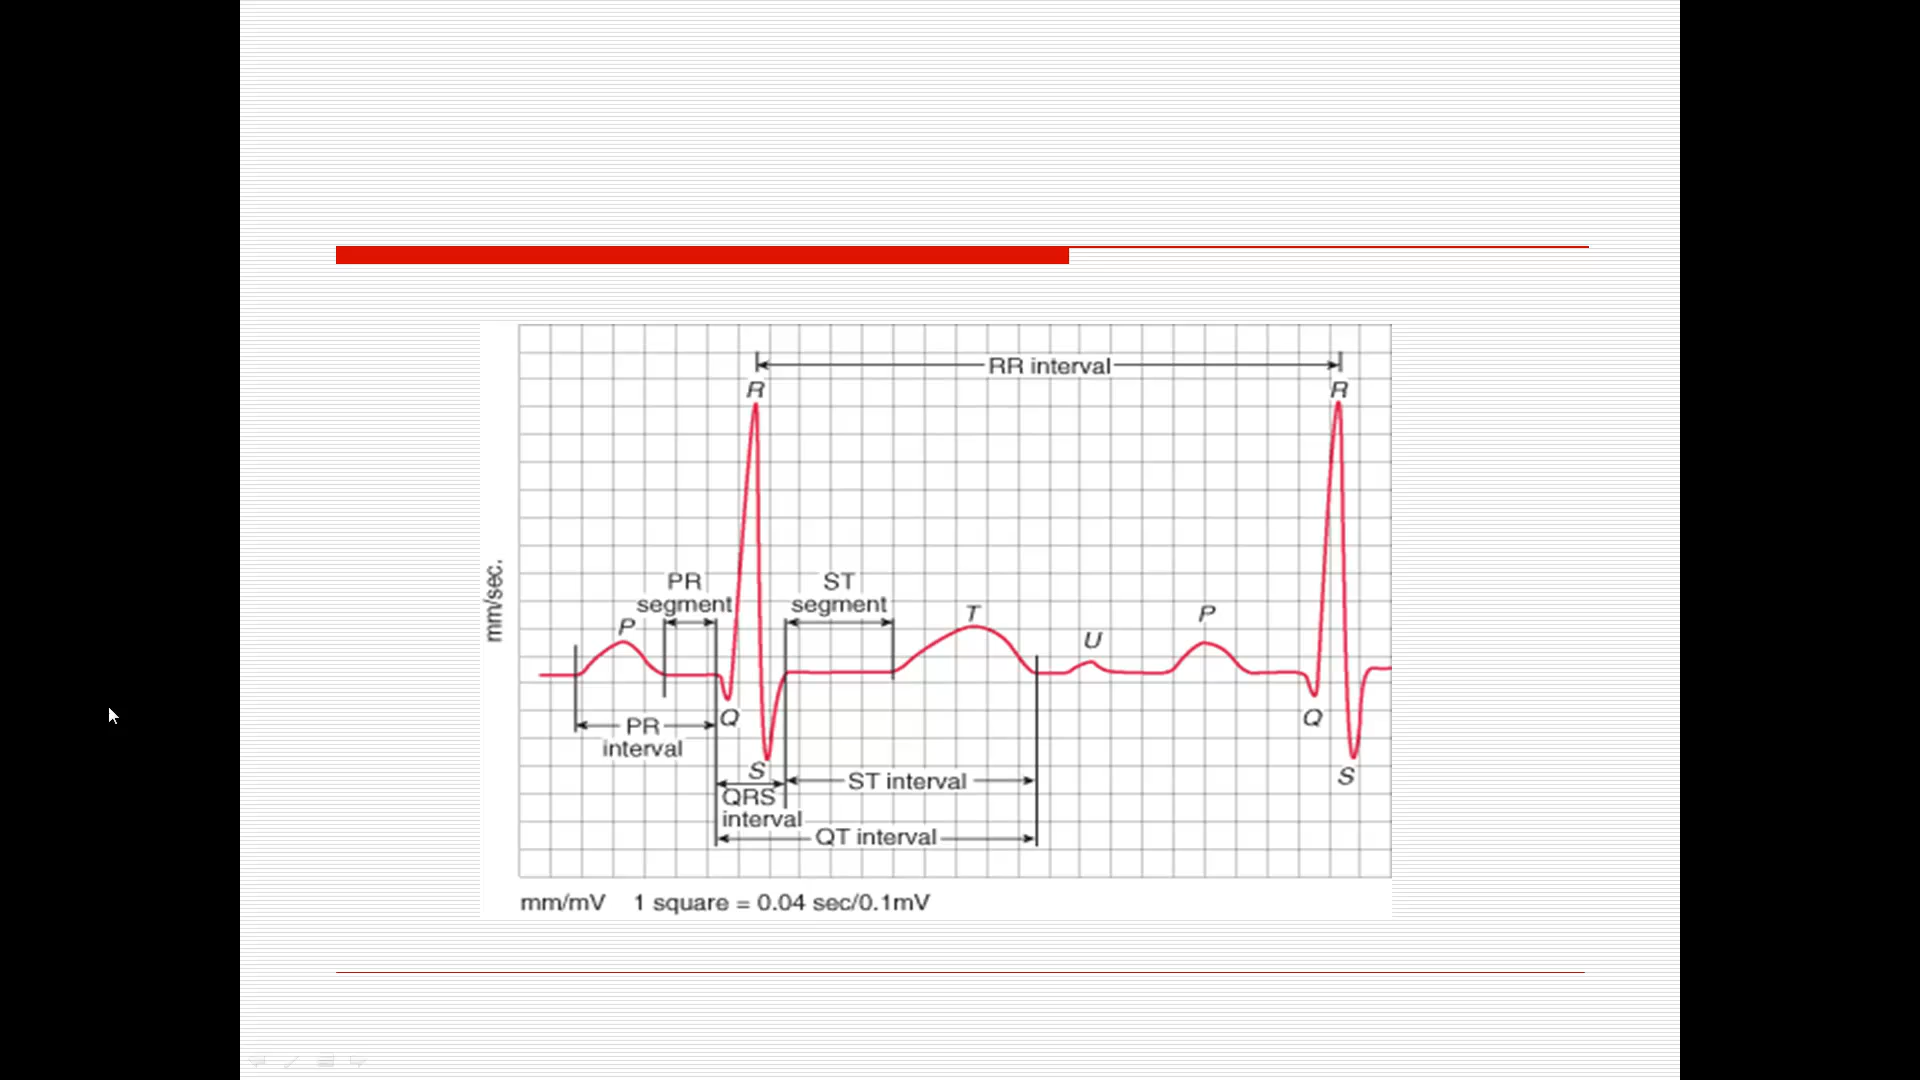 RR interval
R
R
PR
segment
ST
segment
P
T
U
P
mm/sec.
Q
Q
PR
interval
S
S
ST interval
QRS
interval
QT interval
mm/mV 1 square = 0.04 sec/0.1mV